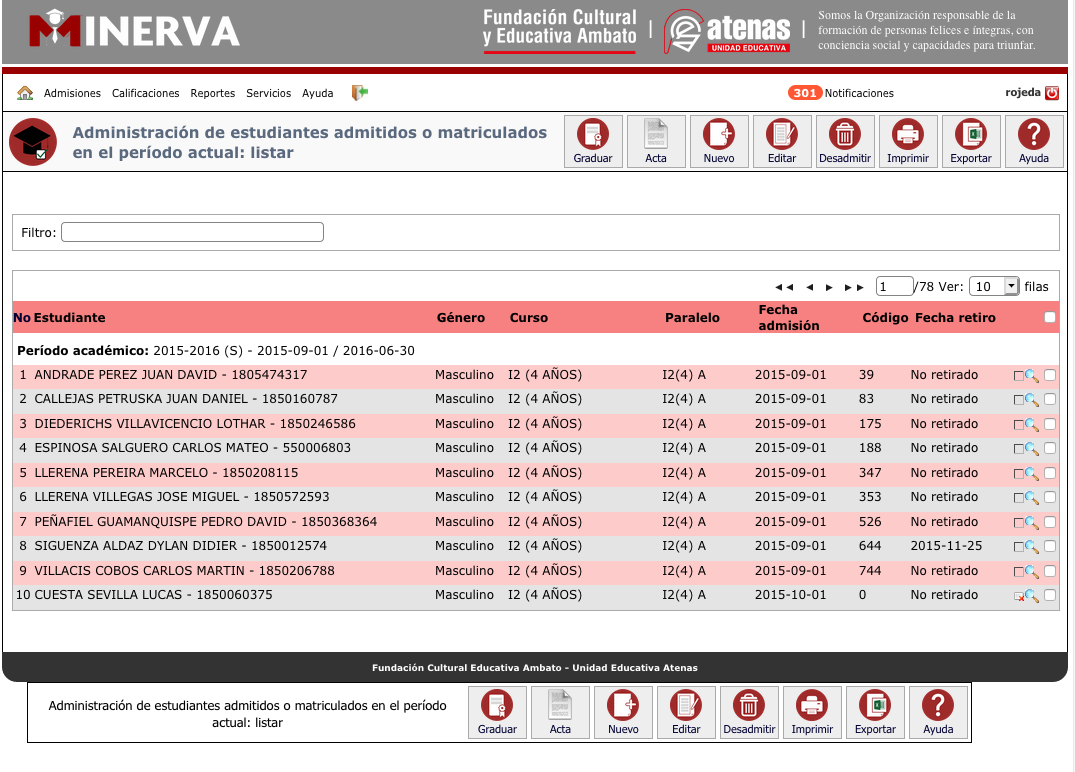 MINERVA
Fundación Cultural
y Educativa Ambato
atenas
UNIDAD EDUCATIVA
Somos la Organización responsable de la
formación de personas felices e íntegras, con
conciencia social y capacidades para triunfar.
Admisiones Calificaciones Reportes Servicios Ayuda
301 Notificaciones
rojeda
Administración de estudiantes admitidos o matriculados
en el período actual: listar
Graduar Acta Nuevo Editar Desadmitir Imprimir Exportar Ayuda
Filtro:
1 /78 Ver: 10 filas
No Estudiante Género Curso Paralelo Fecha admisión Código Fecha retiro
Período académico: 2015-2016 (S) - 2015-09-01 / 2016-06-30
1 ANDRADE PEREZ JUAN DAVID - 1805474317 Masculino I2 (4 AÑOS) I2(4) A 2015-09-01 39 No retirado
2 CALLEJAS PETRUSKA JUAN DANIEL - 1850160787 Masculino I2 (4 AÑOS) I2(4) A 2015-09-01 83 No retirado
3 DIEDERICHS VILLAVICENCIO LOTHAR - 1850246586 Masculino I2 (4 AÑOS) I2(4) A 2015-09-01 175 No retirado
4 ESPINOSA SALGUERO CARLOS MATEO - 550006803 Masculino I2 (4 AÑOS) I2(4) A 2015-09-01 188 No retirado
5 LLERENA PEREIRA MARCELO - 1850208115 Masculino I2 (4 AÑOS) I2(4) A 2015-09-01 347 No retirado
6 LLERENA VILLEGAS JOSE MIGUEL - 1850572593 Masculino I2 (4 AÑOS) I2(4) A 2015-09-01 353 No retirado
7 PEÑAFIEL GUAMANQUISPE PEDRO DAVID - 1850368364 Masculino I2 (4 AÑOS) I2(4) A 2015-09-01 526 No retirado
8 SIGUENZA ALDAZ DYLAN DIDIER - 1850012574 Masculino I2 (4 AÑOS) I2(4) A 2015-09-01 644 2015-11-25
9 VILLACIS COBOS CARLOS MARTIN - 1850206788 Masculino I2 (4 AÑOS) I2(4) A 2015-09-01 744 No retirado
10 CUESTA SEVILLA LUCAS - 1850060375 Masculino I2 (4 AÑOS) I2(4) A 2015-10-01 0 No retirado
Fundación Cultural Educativa Ambato - Unidad Educativa Atenas
Administración de estudiantes admitidos o matriculados en el período
actual: listar
Graduar Acta Nuevo Editar Desadmitir Imprimir Exportar Ayuda